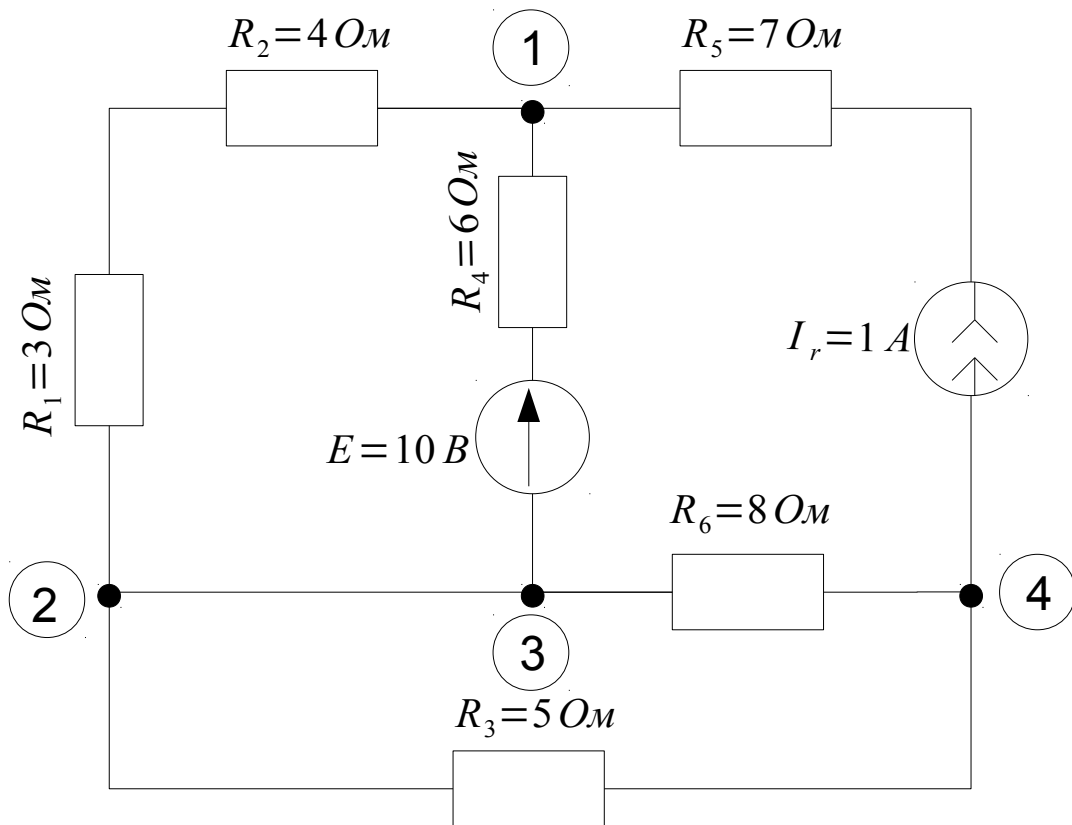 R₂=4 Ом
1
R₅=7 Ом
R₄=6 Ом
R₁=3 Ом
I_r=1 A
E=10 В
R₆=8 Ом
2
4
3
R₃=5 Ом